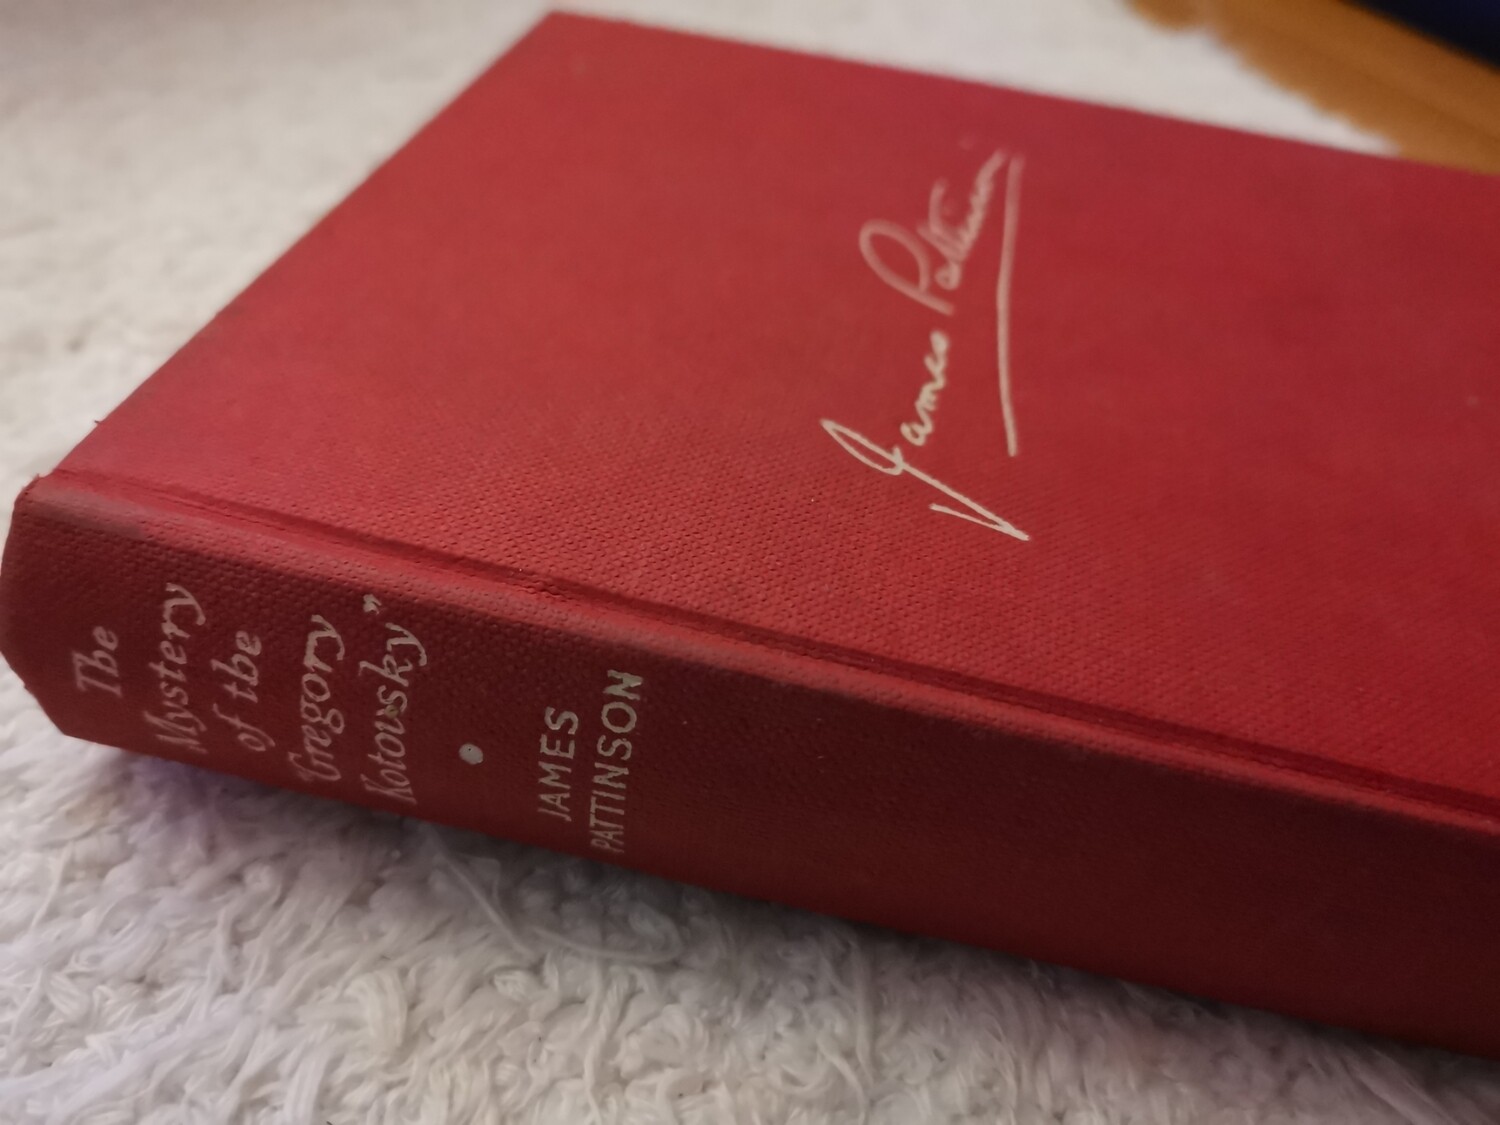 The
Mystery
of the
"Gregory
Kotovsky"
•
JAMES
PATTINSON
James Pattinson